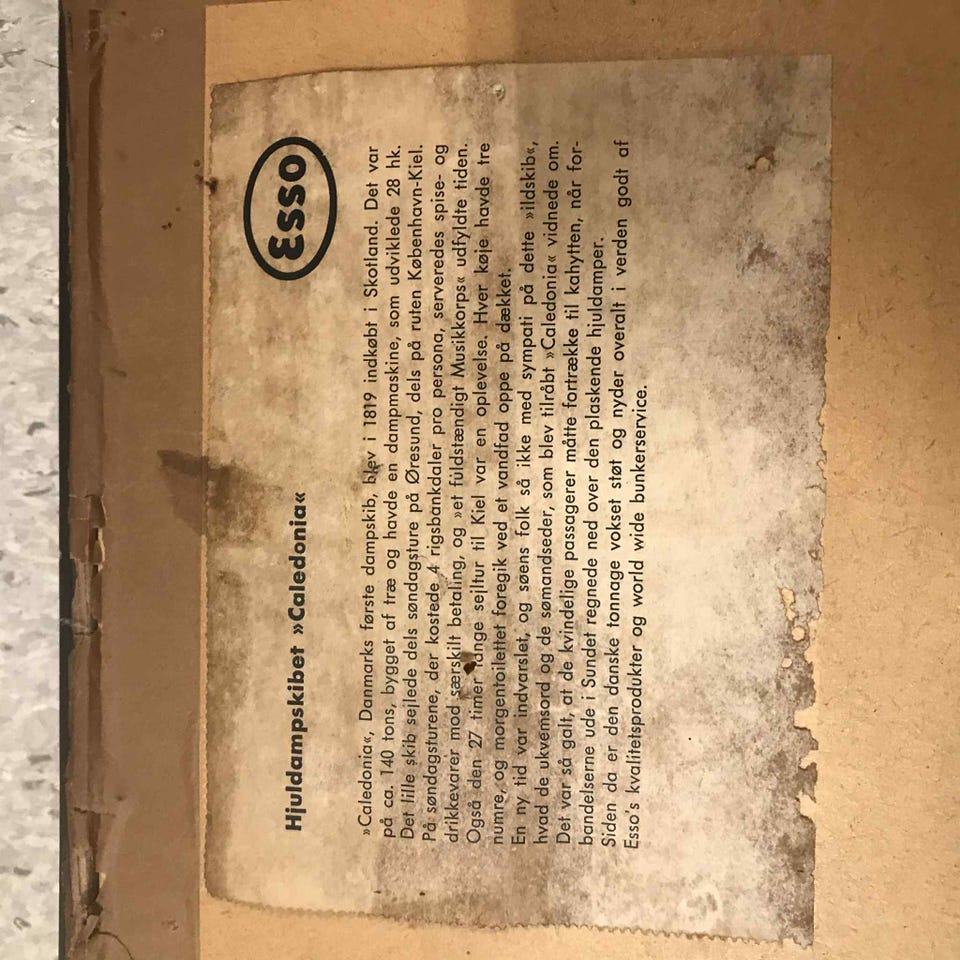 Hjuldampskibet »Caledonia«
Esso
»Caledonia«, Danmarks første dampskib, blev i 1819 indkøbt i Skotland. Det var
på ca. 140 tons, bygget af træ og havde en dampmaskine, som udviklede 28 hk.
Det lille skib sejlede dels søndagsture på Øresund, dels på ruten København-Kiel.
På søndagsturene, der kostede 4 rigsbankdaler pro persona, serveredes spise- og
drikkevarer mod særskilt betaling, og »et fuldstændigt Musikkorps« udfyldte tiden.
Også den 27 timer lange sejltur til Kiel var en oplevelse. Hver køje havde tre
numre, og morgentoilettet foregik ved et vandfad oppe på dækket.
En ny tid var indvarslet, og søens folk så ikke med sympati på dette »ildskib«,
hvad de ukvemsord og de sømandseder, som blev tilråbt »Caledonia« vidnede om.
Det var så galt, at de kvindelige passagerer måtte fortrække til kahytten, når for-
bandelserne ude i Sundet regnede ned over den plaskende hjuldamper.
Siden da er den danske tonnage vokset støt og nyder overalt i verden godt af
Esso's kvalitetsprodukter og world wide bunkerservice.